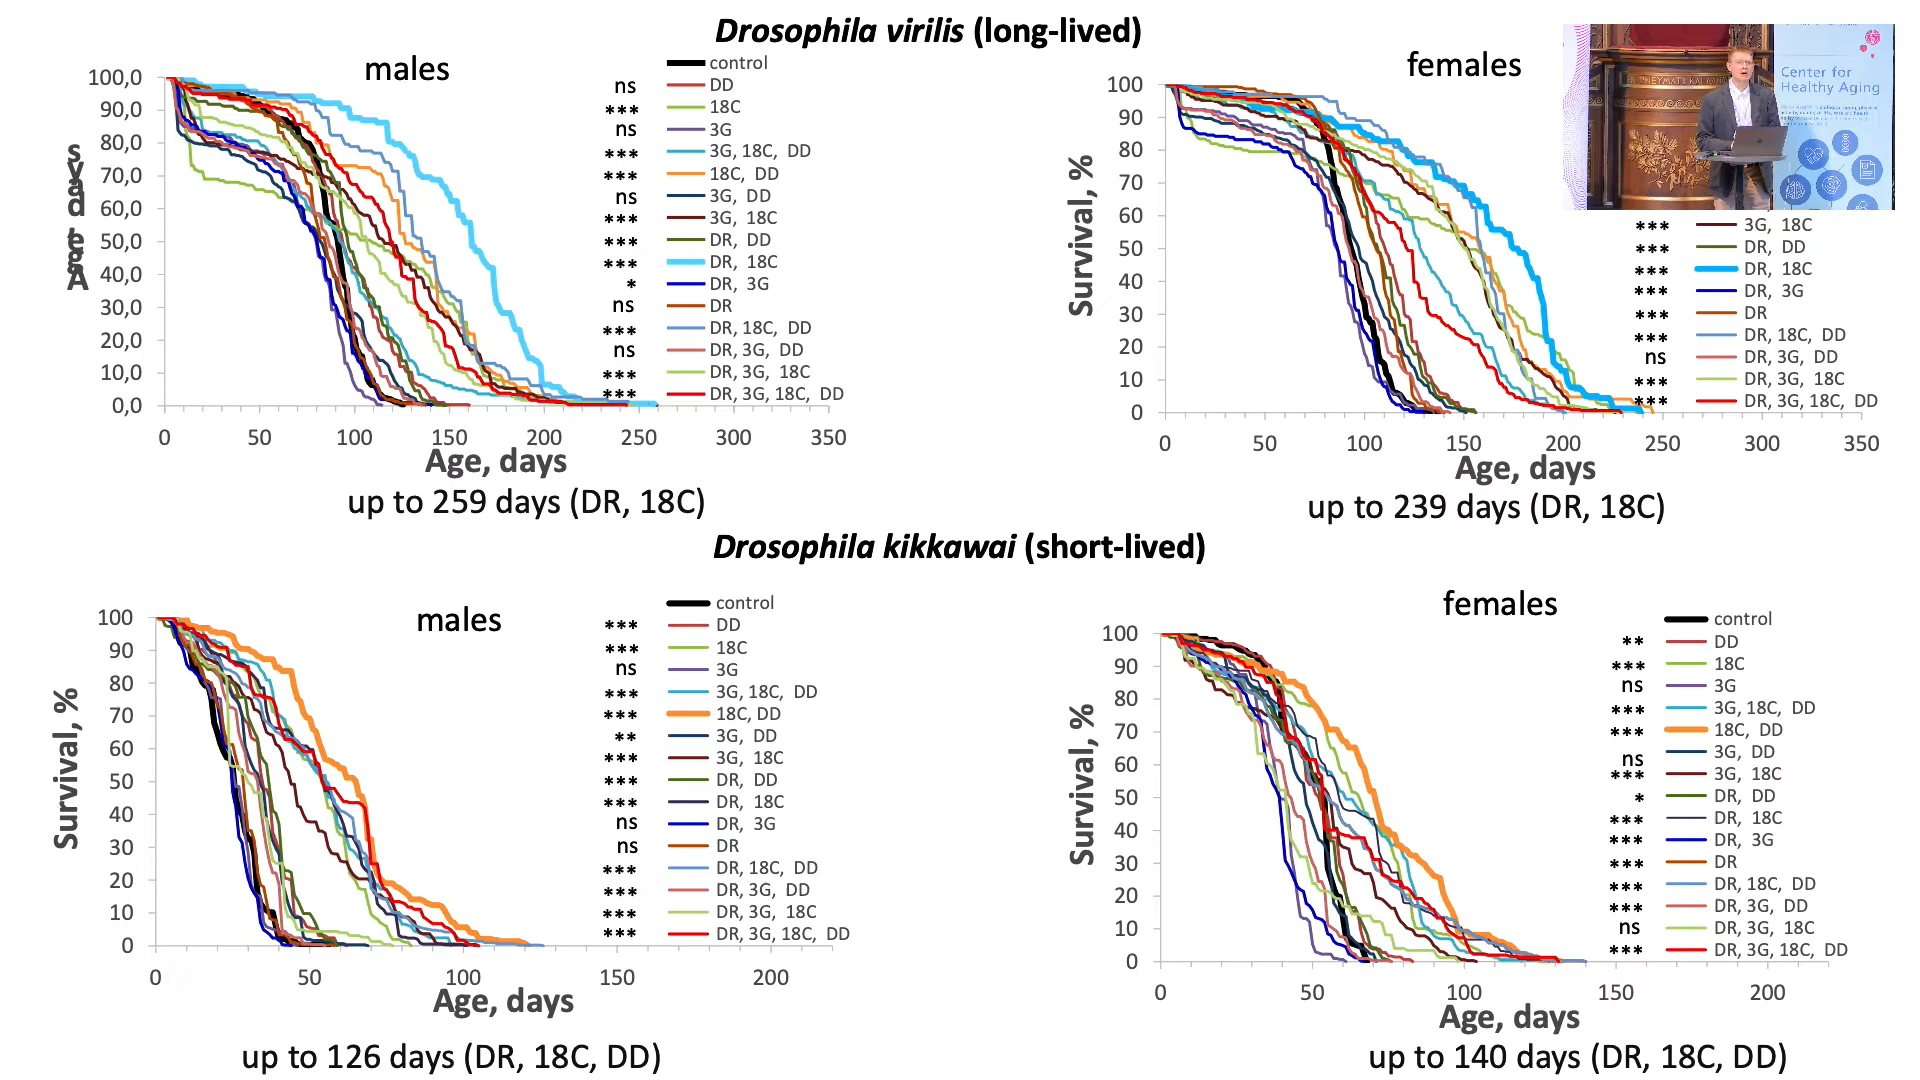 Drosophila virilis (long-lived)
males
ns
***
ns
***
***
ns
***
***
***
*
ns
***
ns
***
***
control
DD
18C
3G
3G, 18C, DD
18C, DD
3G, DD
3G, 18C
DR, DD
DR, 18C
DR, 3G
DR
DR, 18C, DD
DR, 3G, DD
DR, 3G, 18C
DR, 3G, 18C, DD
100,0
90,0
80,0
70,0
60,0
50,0
40,0
30,0
20,0
10,0
0,0
0 50 100 150 200 250 300 350
Age, days
up to 259 days (DR, 18C)
females
Center for
Healthy Aging
Survival, %
100
90
80
70
60
50
40
30
20
10
0
***
***
***
***
***
***
ns
***
***
3G, 18C
DR, DD
DR, 18C
DR, 3G
DR
DR, 18C, DD
DR, 3G, DD
DR, 3G, 18C
DR, 3G, 18C, DD
0 50 100 150 200 250 300 350
Age, days
up to 239 days (DR, 18C)
Drosophila kikkawai (short-lived)
males
Survival, %
100
90
80
70
60
50
40
30
20
10
0
***
***
ns
***
***
**
***
***
***
ns
ns
***
***
***
***
control
DD
18C
3G
3G, 18C, DD
18C, DD
3G, DD
3G, 18C
DR, DD
DR, 18C
DR, 3G
DR
DR, 18C, DD
DR, 3G, DD
DR, 3G, 18C
DR, 3G, 18C, DD
0 50 100 150 200
Age, days
up to 126 days (DR, 18C, DD)
females
Survival, %
100
90
80
70
60
50
40
30
20
10
0
**
***
ns
***
***
ns
***
*
***
***
***
***
***
ns
***
control
DD
18C
3G
3G, 18C, DD
18C, DD
3G, DD
3G, 18C
DR, DD
DR, 18C
DR, 3G
DR
DR, 18C, DD
DR, 3G, DD
DR, 3G, 18C
DR, 3G, 18C, DD
0 50 100 150 200
Age, days
up to 140 days (DR, 18C, DD)